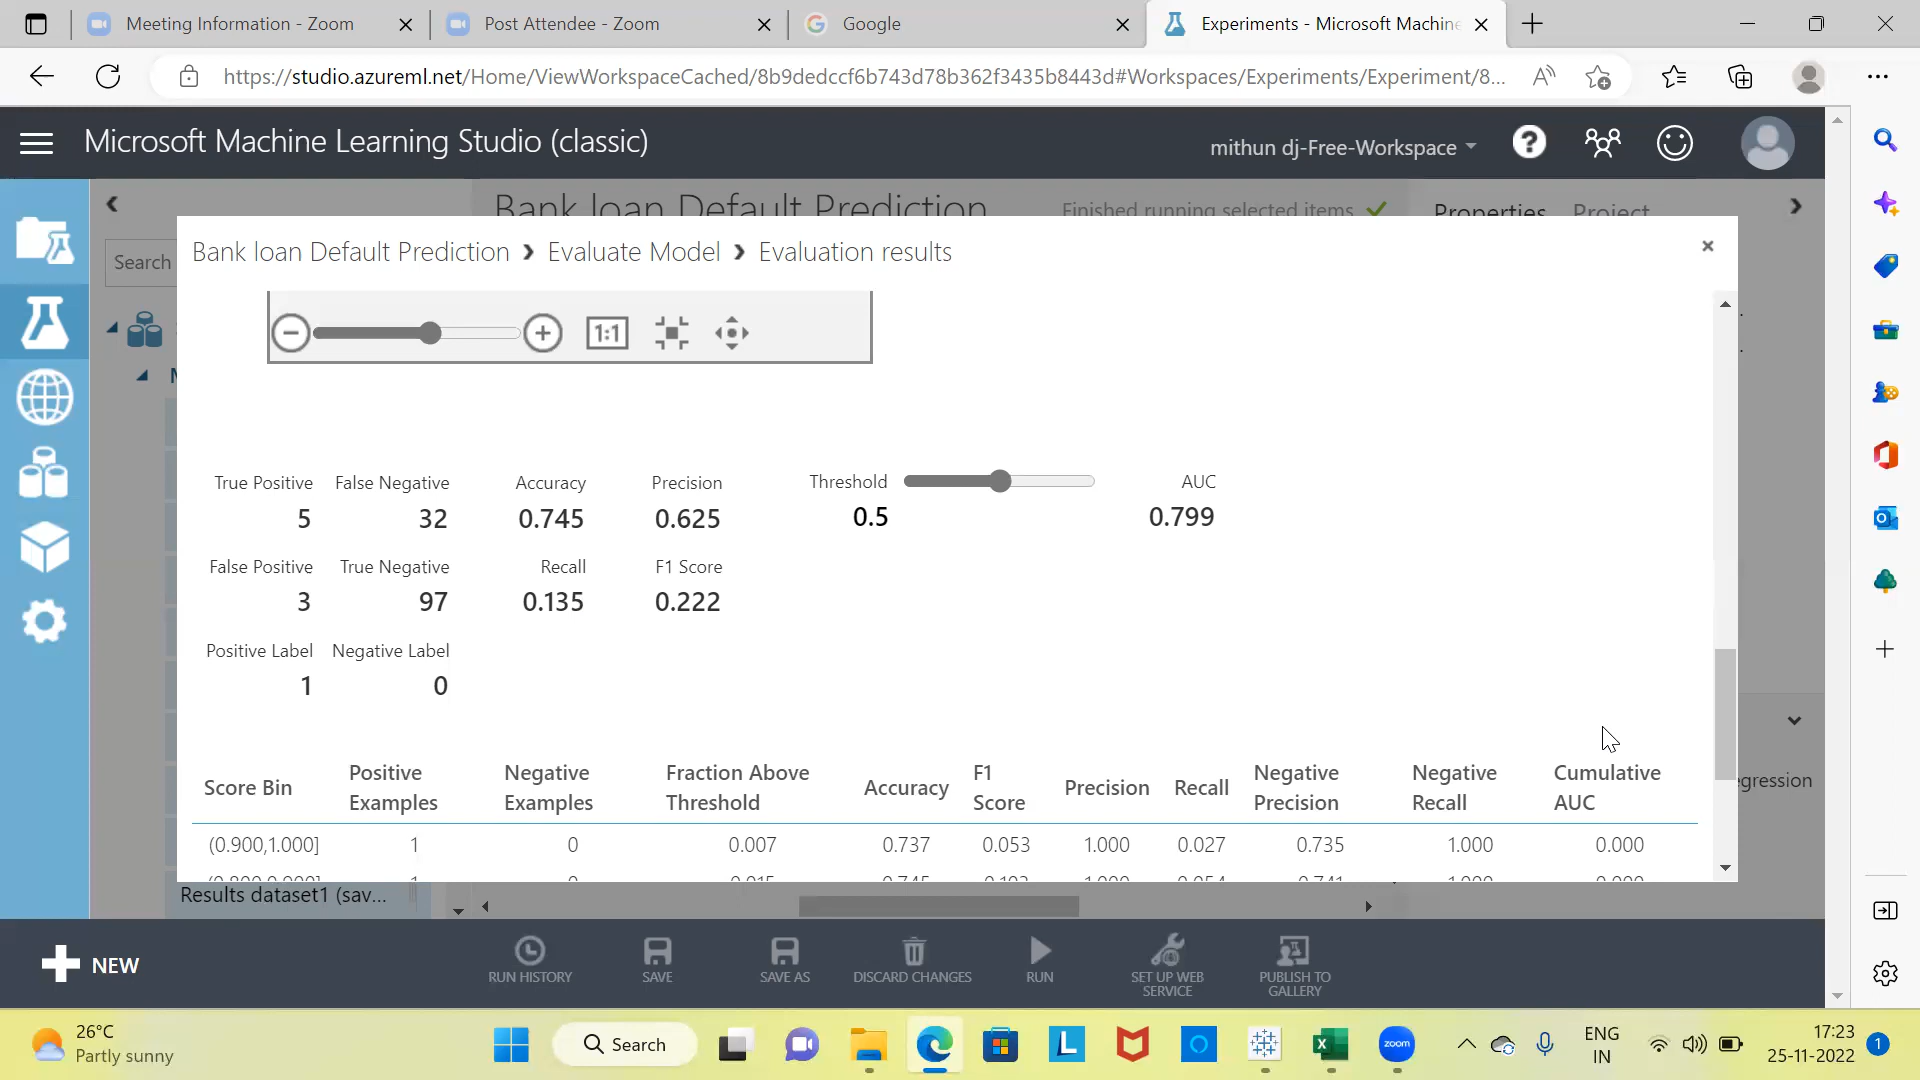 Meeting Information - Zoom
Post Attendee - Zoom
Google
Experiments - Microsoft Machine
https://studio.azureml.net/Home/ViewWorkspaceCached/8b9dedccf6b743d78b362f3435b8443d#Workspaces/Experiments/Experiment/8...
Microsoft Machine Learning Studio (classic)
mithun dj-Free-Workspace
Bank loan Default Prediction
Finished running selected items
Properties Project
Search
Bank loan Default Prediction › Evaluate Model › Evaluation results
1:1
True Positive False Negative Accuracy Precision Threshold AUC
5 32 0.745 0.625 0.5 0.799
False Positive True Negative Recall F1 Score
3 97 0.135 0.222
Positive Label Negative Label
1 0
Score Bin Positive Examples Negative Examples Fraction Above Threshold Accuracy F1 Score Precision Recall Negative Precision Negative Recall Cumulative AUC
(0.900,1.000] 1 0 0.007 0.737 0.053 1.000 0.027 0.735 1.000 0.000
egression
Results dataset1 (sav...
NEW
RUN HISTORY
SAVE
SAVE AS
DISCARD CHANGES
RUN
SET UP WEB SERVICE
PUBLISH TO GALLERY
26°C
Partly sunny
Search
zoom
ENG
IN
17:23
25-11-2022
1